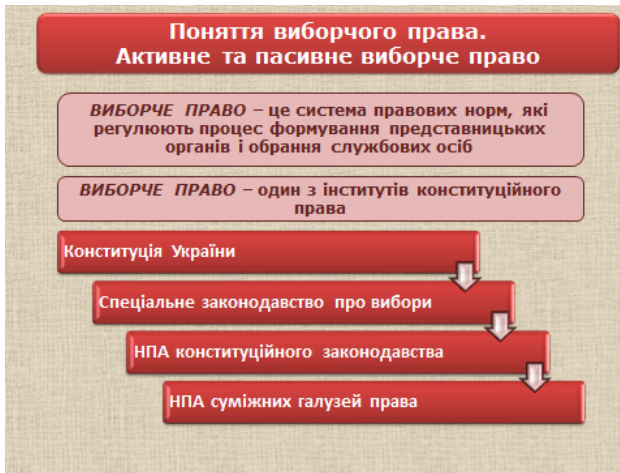 Поняття виборчого права.
Активне та пасивне виборче право
ВИБОРЧЕ ПРАВО – це система правових норм, які
регулюють процес формування представницьких
органів і обрання службових осіб
ВИБОРЧЕ ПРАВО – один з інститутів конституційного
права
Конституція України
Спеціальне законодавство про вибори
НПА конституційного законодавства
НПА суміжних галузей права